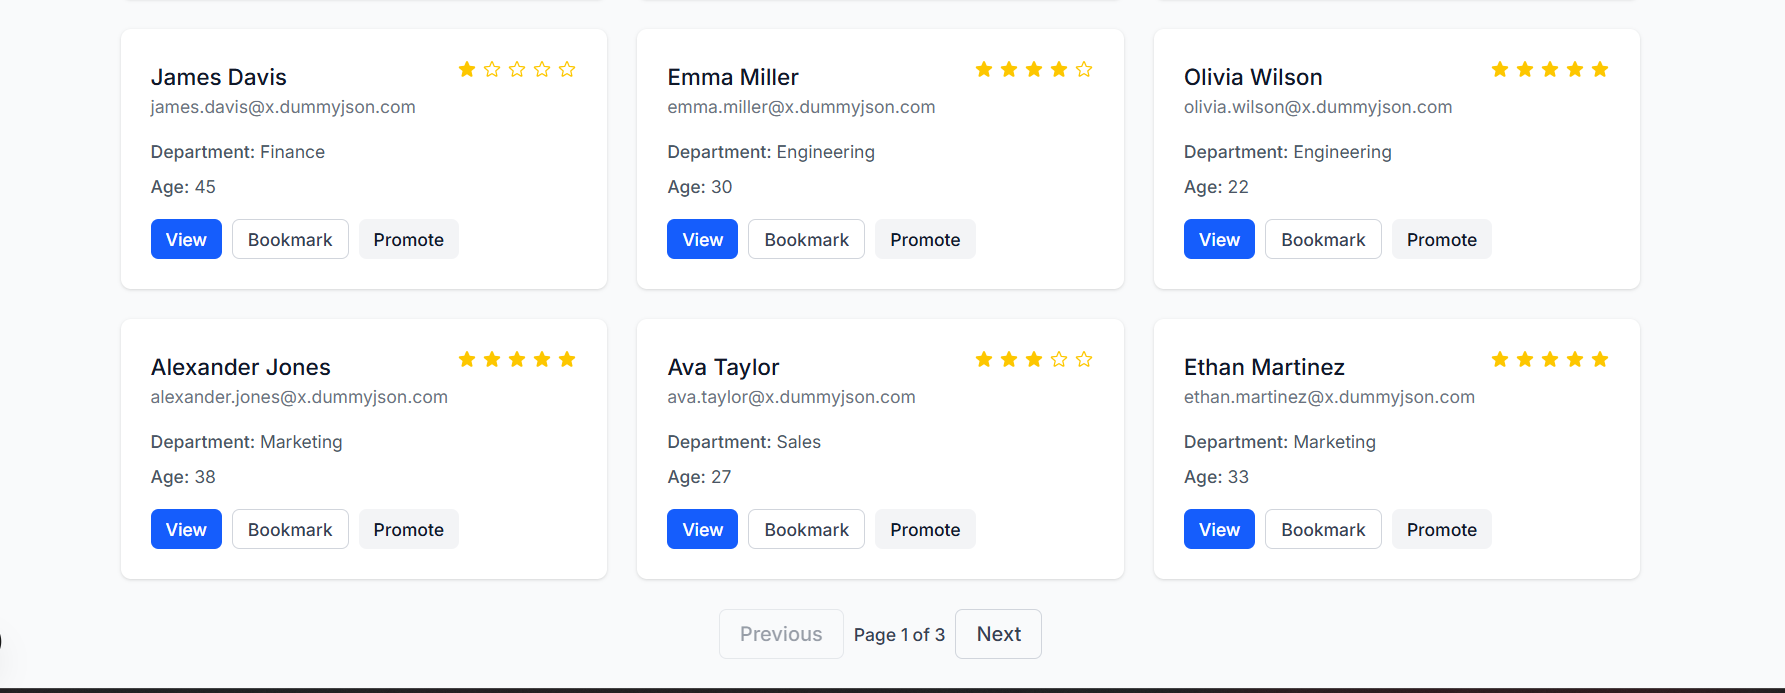 James Davis
james.davis@x.dummyjson.com
Department: Finance
Age: 45
View Bookmark Promote
Emma Miller
emma.miller@x.dummyjson.com
Department: Engineering
Age: 30
View Bookmark Promote
Olivia Wilson
olivia.wilson@x.dummyjson.com
Department: Engineering
Age: 22
View Bookmark Promote
Alexander Jones
alexander.jones@x.dummyjson.com
Department: Marketing
Age: 38
View Bookmark Promote
Ava Taylor
ava.taylor@x.dummyjson.com
Department: Sales
Age: 27
View Bookmark Promote
Ethan Martinez
ethan.martinez@x.dummyjson.com
Department: Marketing
Age: 33
View Bookmark Promote
Previous Page 1 of 3 Next